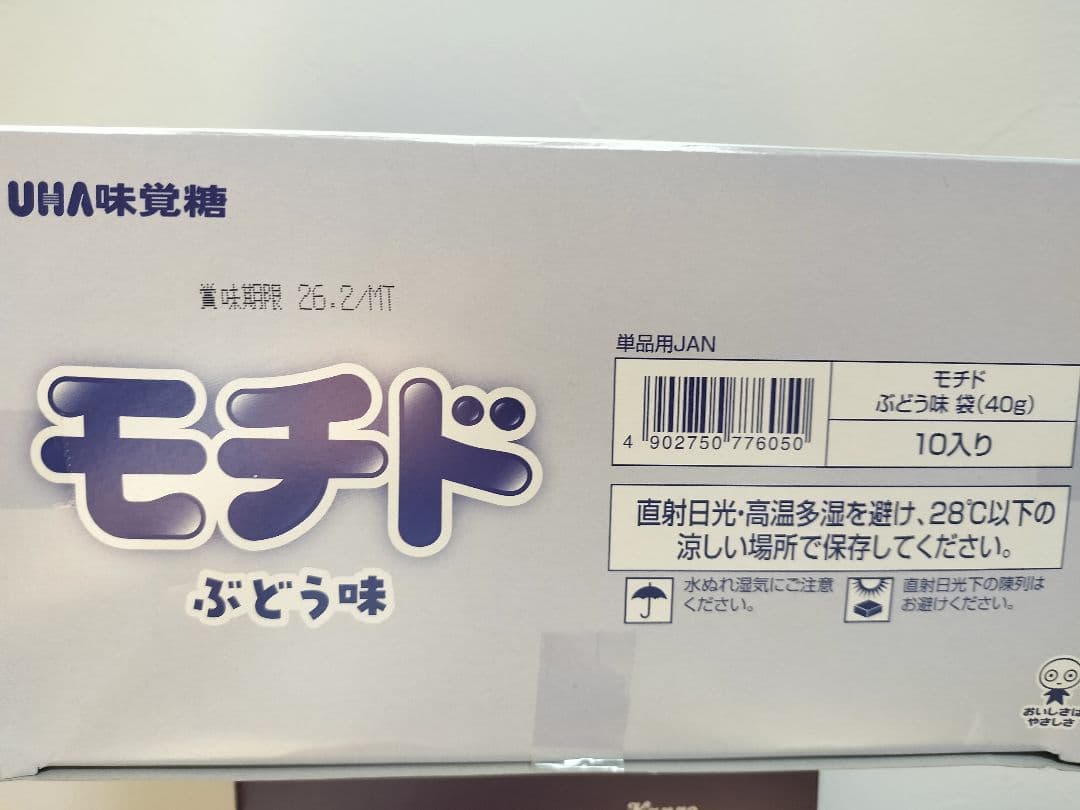 UHA味覚糖
賞味期限 26.2/MT
モチド
ぶどう味
単品用JAN
4 902750 776050
モチド
ぶどう味 袋(40g)
10入り
直射日光・高温多湿を避け、28℃以下の
涼しい場所で保存してください。
水ぬれ湿気にご注意
ください。
直射日光下の陳列は
お避けください。
おいしさは
やさしさ